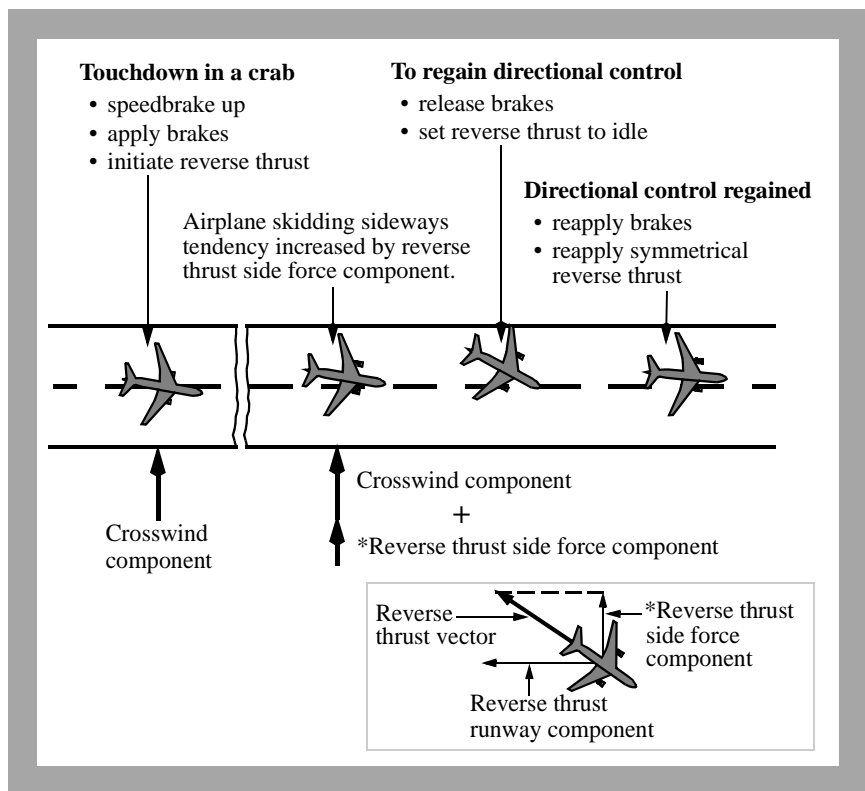 Touchdown in a crab
• speedbrake up
• apply brakes
• initiate reverse thrust
To regain directional control
• release brakes
• set reverse thrust to idle
Airplane skidding sideways
tendency increased by reverse
thrust side force component.
Directional control regained
• reapply brakes
• reapply symmetrical
reverse thrust
Crosswind
component
Crosswind component
+
*Reverse thrust side force component
Reverse
thrust vector
*Reverse thrust
side force
component
Reverse thrust
runway component